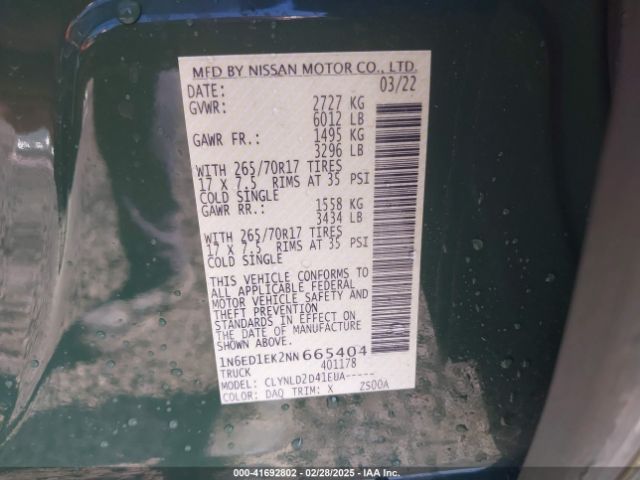 MFD BY NISSAN MOTOR CO., LTD.
DATE: 03/22
GVWR: 2727 KG
6012 LB
GAWR FR.: 1495 KG
3296 LB
WITH 265/70R17 TIRES
17 X 7.5 RIMS AT 35 PSI
COLD SINGLE
GAWR RR.: 1558 KG
3434 LB
WITH 265/70R17 TIRES
17 X 7.5 RIMS AT 35 PSI
COLD SINGLE
THIS VEHICLE CONFORMS TO
ALL APPLICABLE FEDERAL
MOTOR VEHICLE SAFETY AND
THEFT PREVENTION
STANDARDS IN EFFECT ON
THE DATE OF MANUFACTURE
SHOWN ABOVE.
1N6ED1EK2NN665404
TRUCK 401178
MODEL: CLYNLD2D41EUA-----
COLOR: DAQ TRIM: X ZS00A
000-41692802 - 02/28/2025 - IAA Inc.